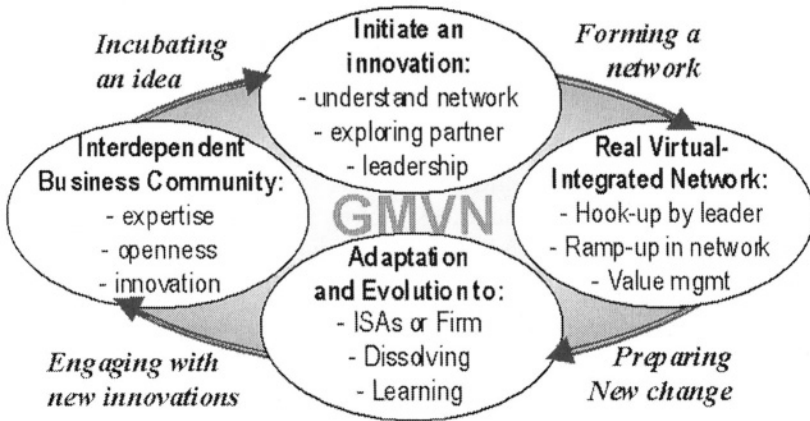 Incubating
an idea
Initiate an
innovation:
- understand network
- exploring partner
- leadership
Forming a
network
Interdependent
Business Community:
- expertise
- openness
- innovation
GMVN
Real Virtual-
Integrated Network:
- Hook-up by leader
- Ramp-up in network
- Value mgmt
Adaptation
and Evolution to:
- ISAs or Firm
- Dissolving
- Learning
Engaging with
new innovations
Preparing
New change